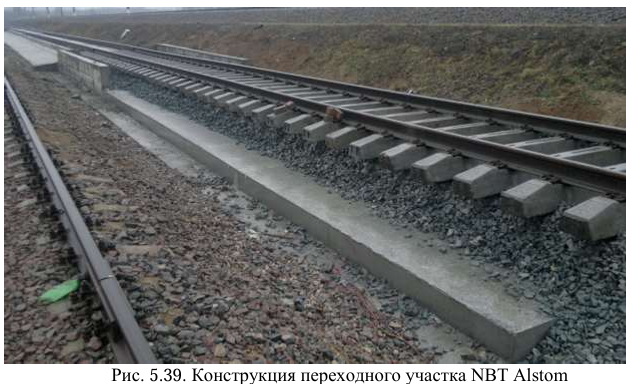 Рис. 5.39. Конструкция переходного участка NBT Alstom